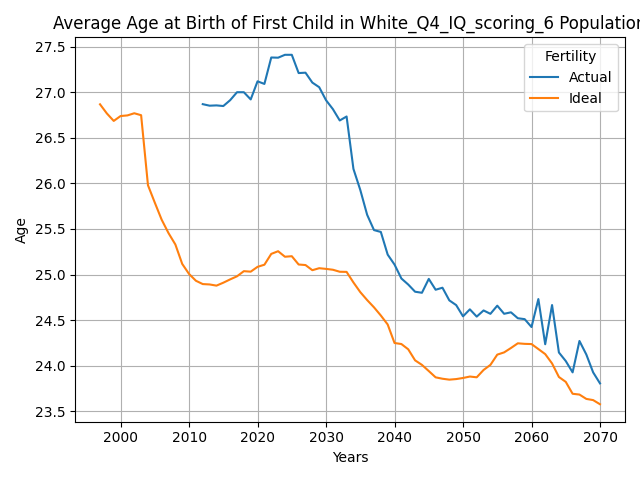 Average Age at Birth of First Child in White_Q4_IQ_scoring_6 Population
27.5
27.0
26.5
26.0
25.5
25.0
24.5
24.0
23.5
Age
Fertility
Actual
Ideal
2000 2010 2020 2030 2040 2050 2060 2070
Years